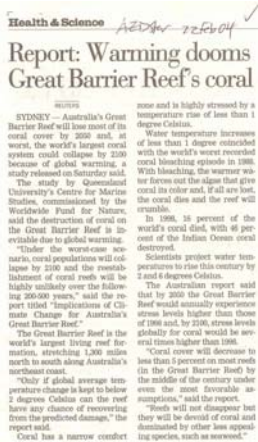 Health & Science
Report: Warming dooms
Great Barrier Reef's coral
REUTERS
SYDNEY — Australia's Great
Barrier Reef will lose most of its
coral cover by 2050 and, at
worst, the world's largest coral
system could collapse by 2100
because of global warming, a
study released on Saturday said.
The study by Queensland
University's Centre for Marine
Studies, commissioned by the
Worldwide Fund for Nature,
said the destruction of coral on
the Great Barrier Reef is in-
evitable due to global warming.
"Under the worst-case sce-
nario, coral populations will col-
lapse by 2100 and the reestab-
lishment of coral reefs will be
highly unlikely over the follow-
ing 200-500 years," said the re-
port titled "Implications of Cli-
mate Change for Australia's
Great Barrier Reef."
The Great Barrier Reef is the
world's largest living reef for-
mation, stretching 1,300 miles
north to south along Australia's
northeast coast.
"Only if global average tem-
perature change is kept to below
2 degrees Celsius can the reef
have any chance of recovering
from the predicted damage," the
report said.
Coral has a narrow comfort
zone and is highly stressed by a
temperature rise of less than 1
degree Celsius.
Water temperature increases
of less than 1 degree coincided
with the world's worst recorded
coral bleaching episode in 1998.
With bleaching, the warmer wa-
ter forces out the algae that give
coral its color and, if all are lost,
the coral dies and the reef will
crumble.
In 1998, 16 percent of the
world's coral died, with 46 per-
cent of the Indian Ocean coral
destroyed.
Scientists project water tem-
peratures to rise this century by
2 and 6 degrees Celsius.
The Australian report said
that by 2050 the Great Barrier
Reef would annually experience
stress levels higher than those
of 1998 and, by 2100, stress levels
globally for coral would be sev-
eral times higher than 1998.
"Coral cover will decrease to
less than 5 percent on most reefs
(in the Great Barrier Reef) by
the middle of the century under
even the most favorable as-
sumptions," said the report.
"Reefs will not disappear but
they will be devoid of coral and
dominated by other less appeal-
ing species, such as seaweed."